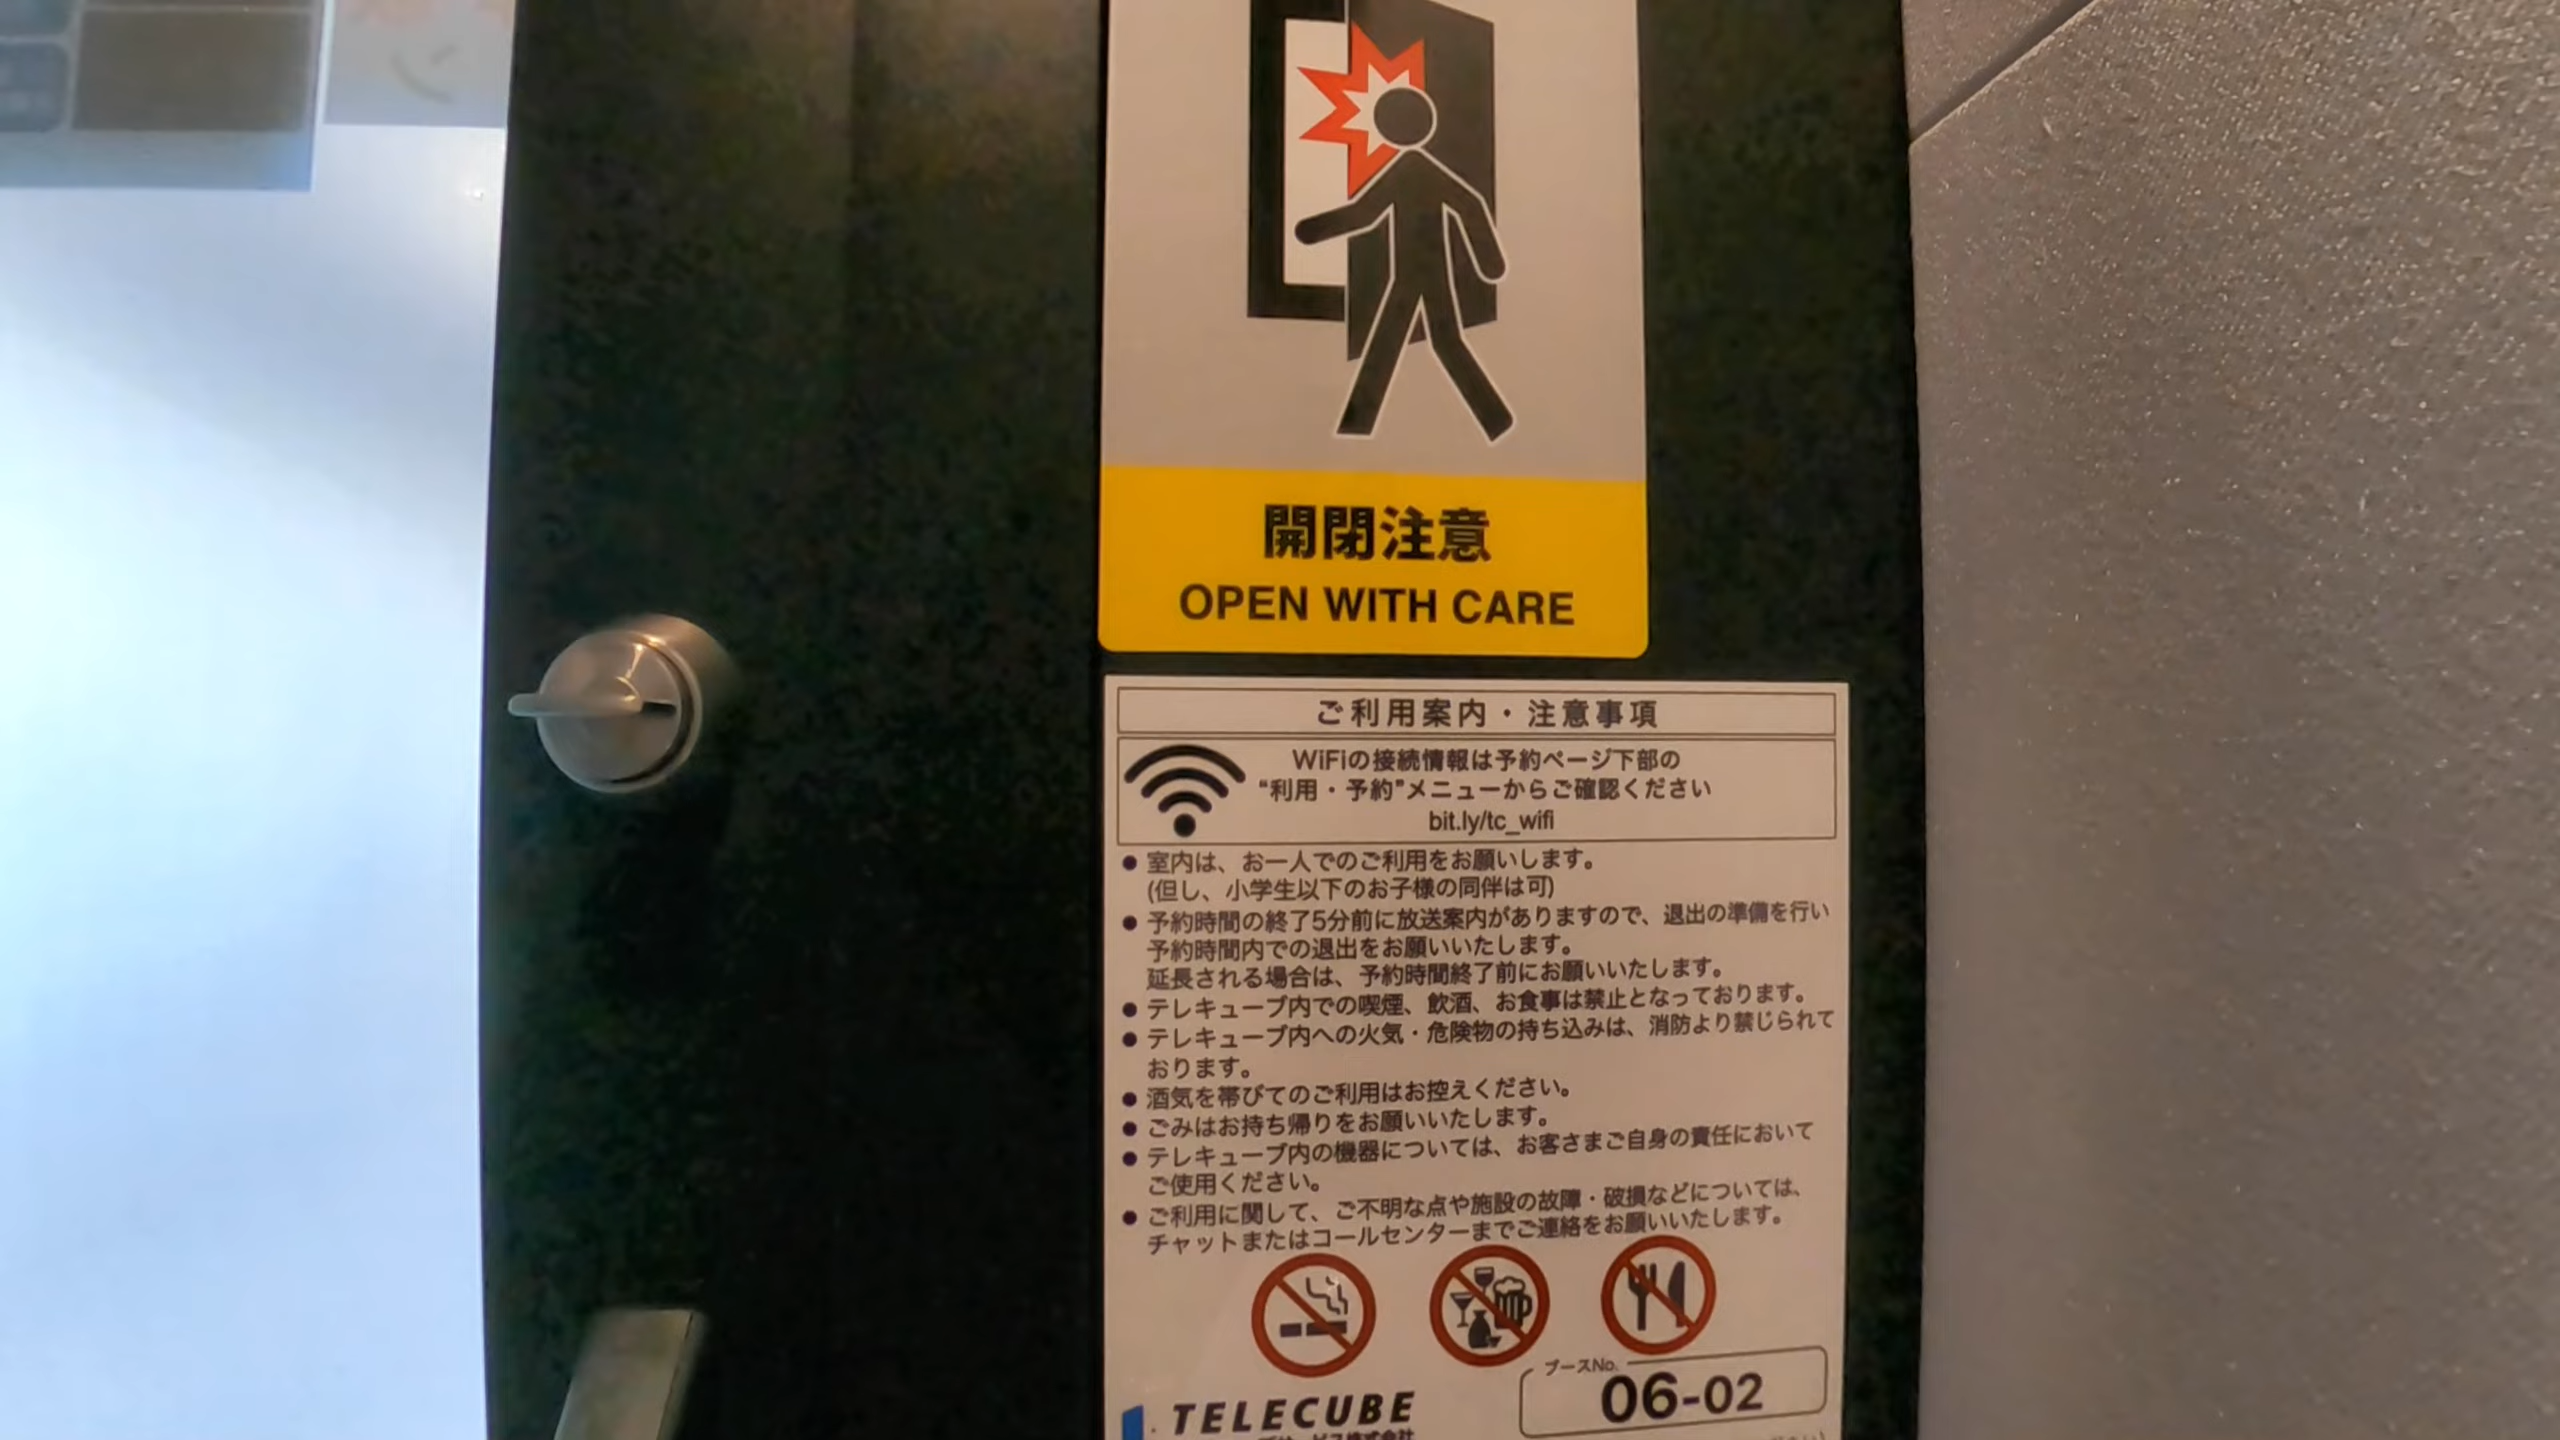 開閉注意
OPEN WITH CARE
ご利用案内・注意事項
WiFiの接続情報は予約ページ下部の
“利用・予約”メニューからご確認ください
bit.ly/tc_wifi
● 室内は、お一人でのご利用をお願いします。
(但し、小学生以下のお子様の同伴は可)
● 予約時間の終了5分前に放送案内がありますので、退出の準備を行い
予約時間内での退出をお願いいたします。
延長される場合は、予約時間終了前にお願いいたします。
● テレキューブ内での喫煙、飲酒、お食事は禁止となっております。
● テレキューブ内への火気・危険物の持ち込みは、消防より禁じられて
おります。
● 酒気を帯びてのご利用はお控えください。
● ごみはお持ち帰りをお願いいたします。
● テレキューブ内の機器については、お客さまご自身の責任において
ご使用ください。
● ご利用に関して、ご不明な点や施設の故障・破損などについては、
チャットまたはコールセンターまでご連絡をお願いいたします。
ブースNo.
06-02
TELECUBE